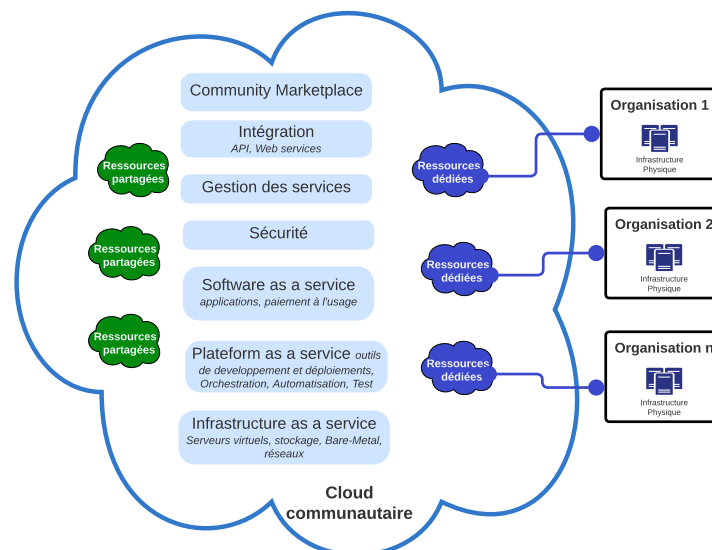 Community Marketplace
Intégration
API, Web services
Gestion des services
Sécurité
Software as a service
applications, paiement à l'usage
Plateform as a service outils
de developpement et déploiements,
Orchestration, Automatisation, Test
Infrastructure as a service
Serveurs virtuels, stockage, Bare-Metal,
réseaux
Cloud
communautaire
Ressources
partagées
Ressources
partagées
Ressources
partagées
Ressources
dédiées
Ressources
dédiées
Ressources
dédiées
Organisation 1
Infrastructure
Physique
Organisation 2
Infrastructure
Physique
Organisation n
Infrastructure
Physique